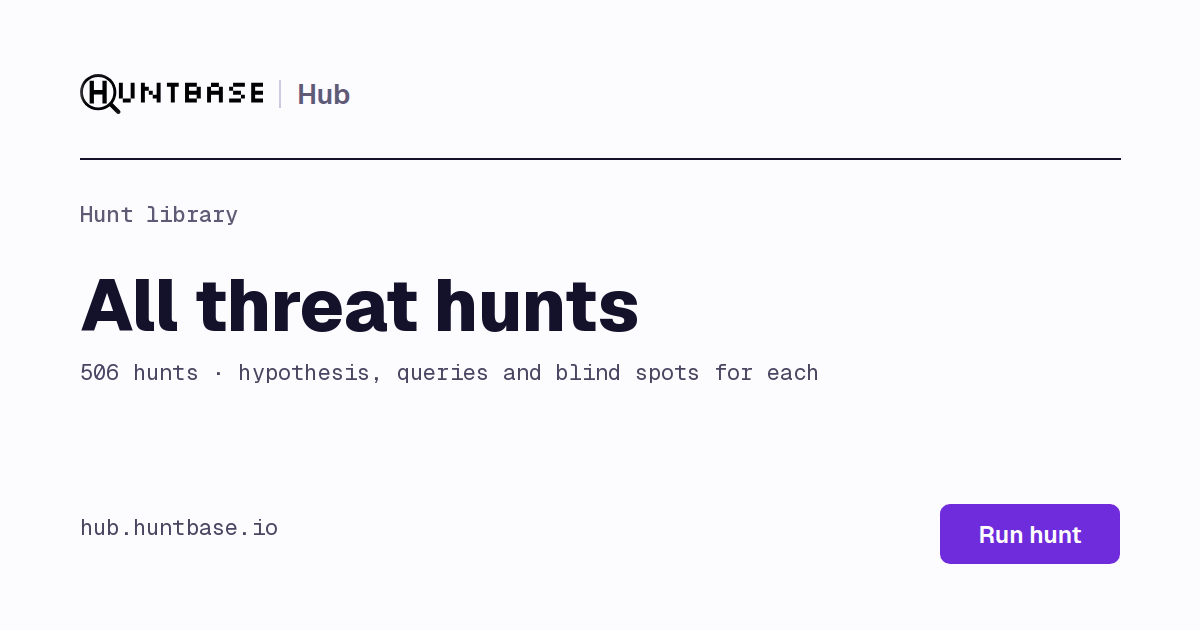 HUNTBASE | Hub
Hunt library
All threat hunts
506 hunts · hypothesis, queries and blind spots for each
hub.huntbase.io
Run hunt